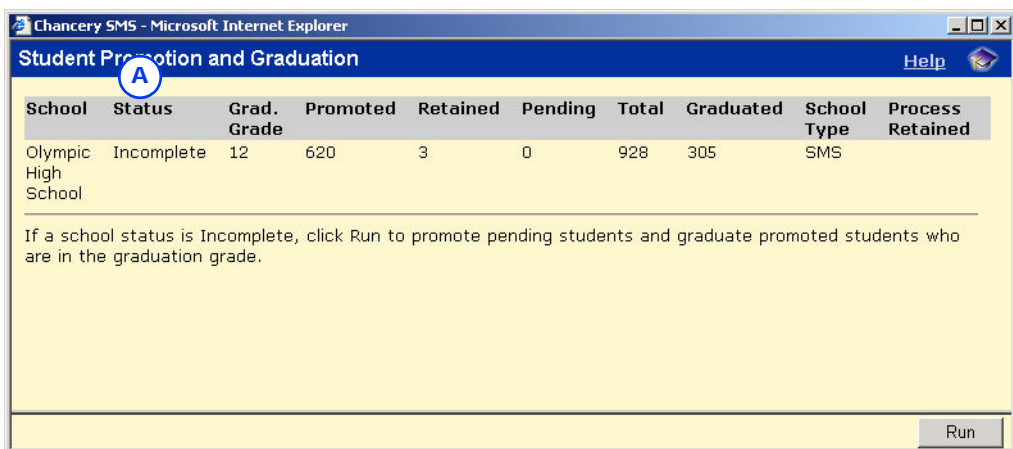 Chancery SMS - Microsoft Internet Explorer
Student Promotion and Graduation Help
A
School Status Grad. Grade Promoted Retained Pending Total Graduated School Type Process Retained
Olympic High School Incomplete 12 620 3 0 928 305 SMS
If a school status is Incomplete, click Run to promote pending students and graduate promoted students who
are in the graduation grade.
Run